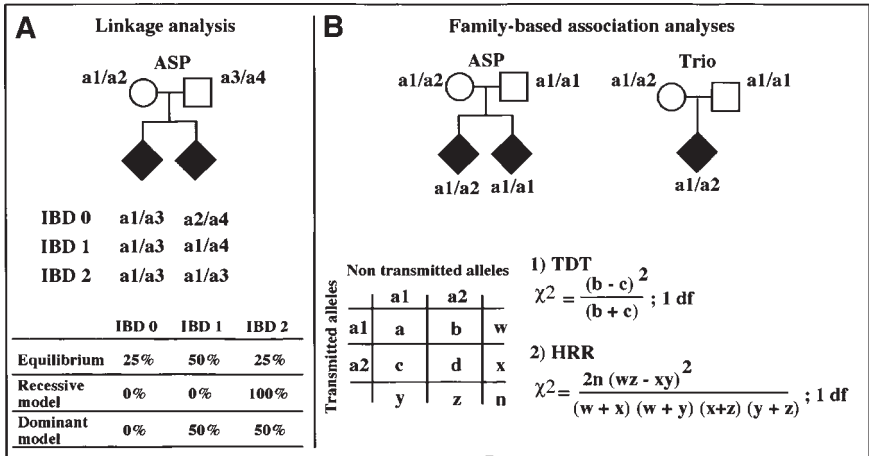 A
Linkage analysis
ASP
a1/a2
a3/a4
IBD 0 a1/a3 a2/a4
IBD 1 a1/a3 a1/a4
IBD 2 a1/a3 a1/a3
IBD 0 IBD 1 IBD 2
Equilibrium 25% 50% 25%
Recessive model 0% 0% 100%
Dominant model 0% 50% 50%
B
Family-based association analyses
ASP
a1/a2
a1/a1
a1/a2 a1/a1
Trio
a1/a2
a1/a1
a1/a2
Non transmitted alleles
Transmitted alleles
a1 a2
a1 a b w
a2 c d x
y z n
1) TDT
χ2 = (b - c)2 / (b + c) ; 1 df
2) HRR
χ2= 2n (wz - xy)2 / (w + x) (w + y) (x+z) (y + z) ; 1 df